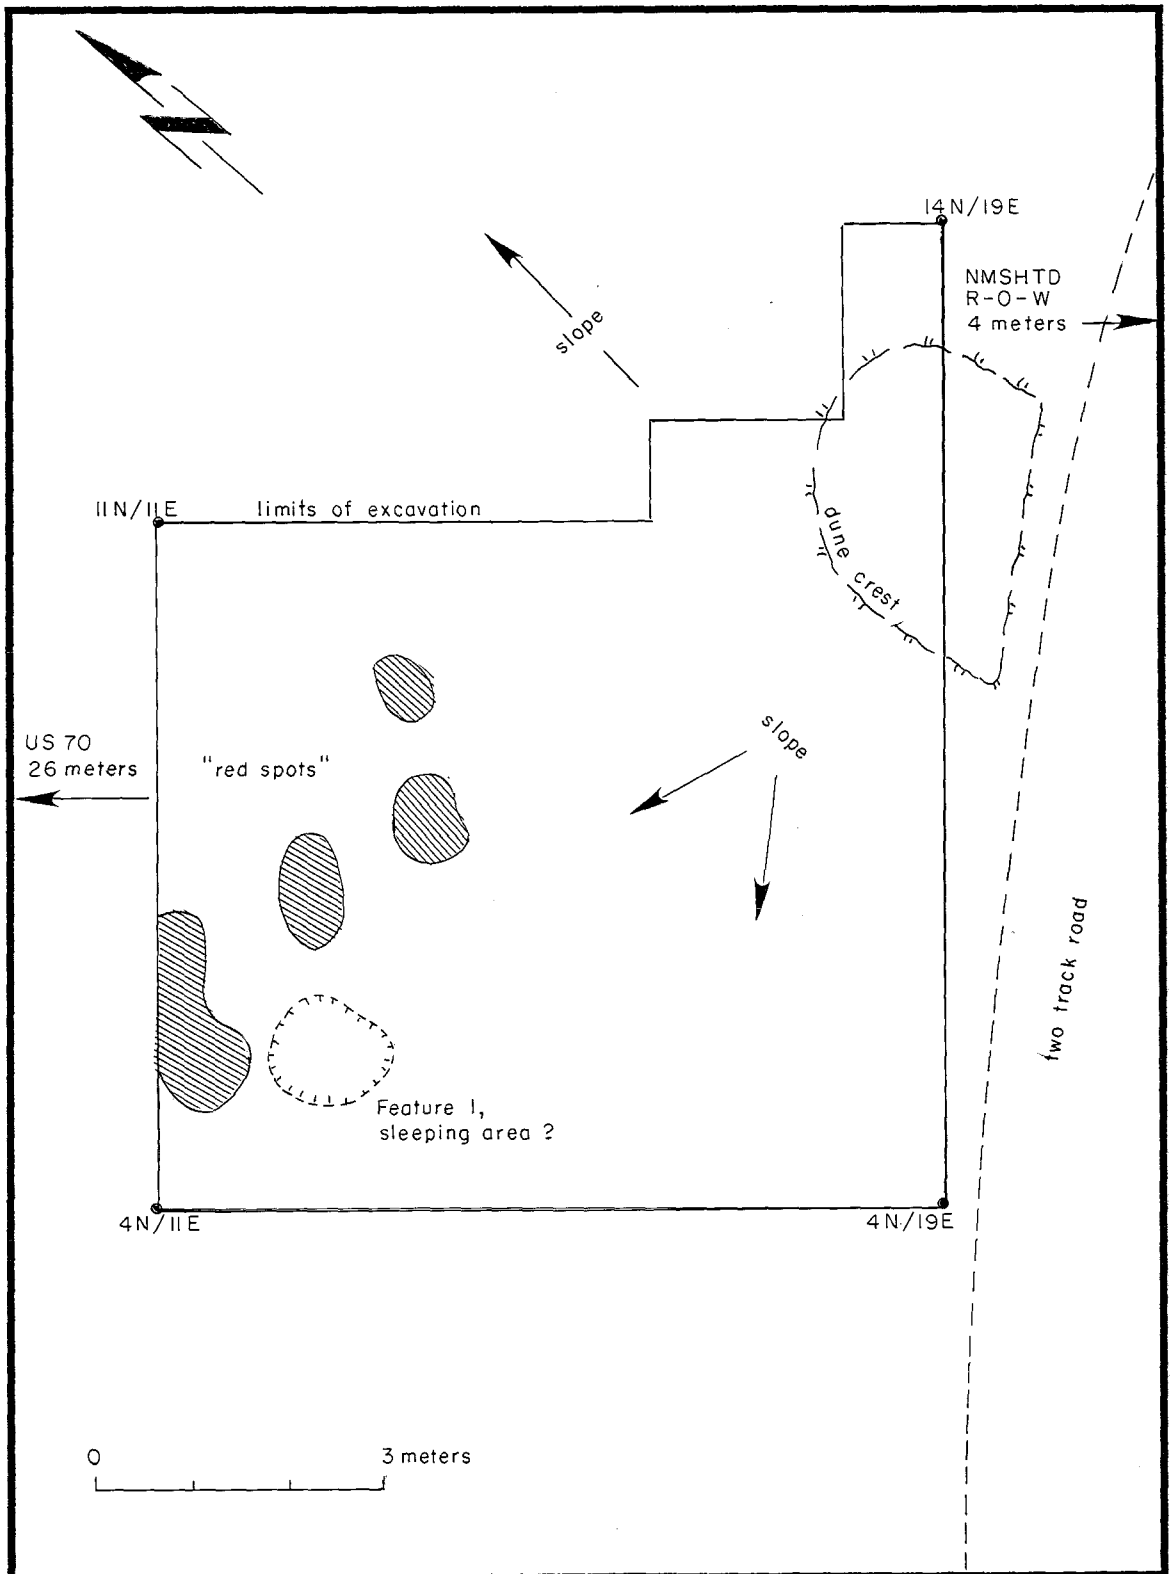 14N/19E
NMSHTD
R-O-W
4 meters
slope
11N/11E
limits of excavation
dune crest
US 70
26 meters
"red spots"
slope
two track road
Feature 1,
sleeping area ?
4N/11E
4N/19E
0 3 meters